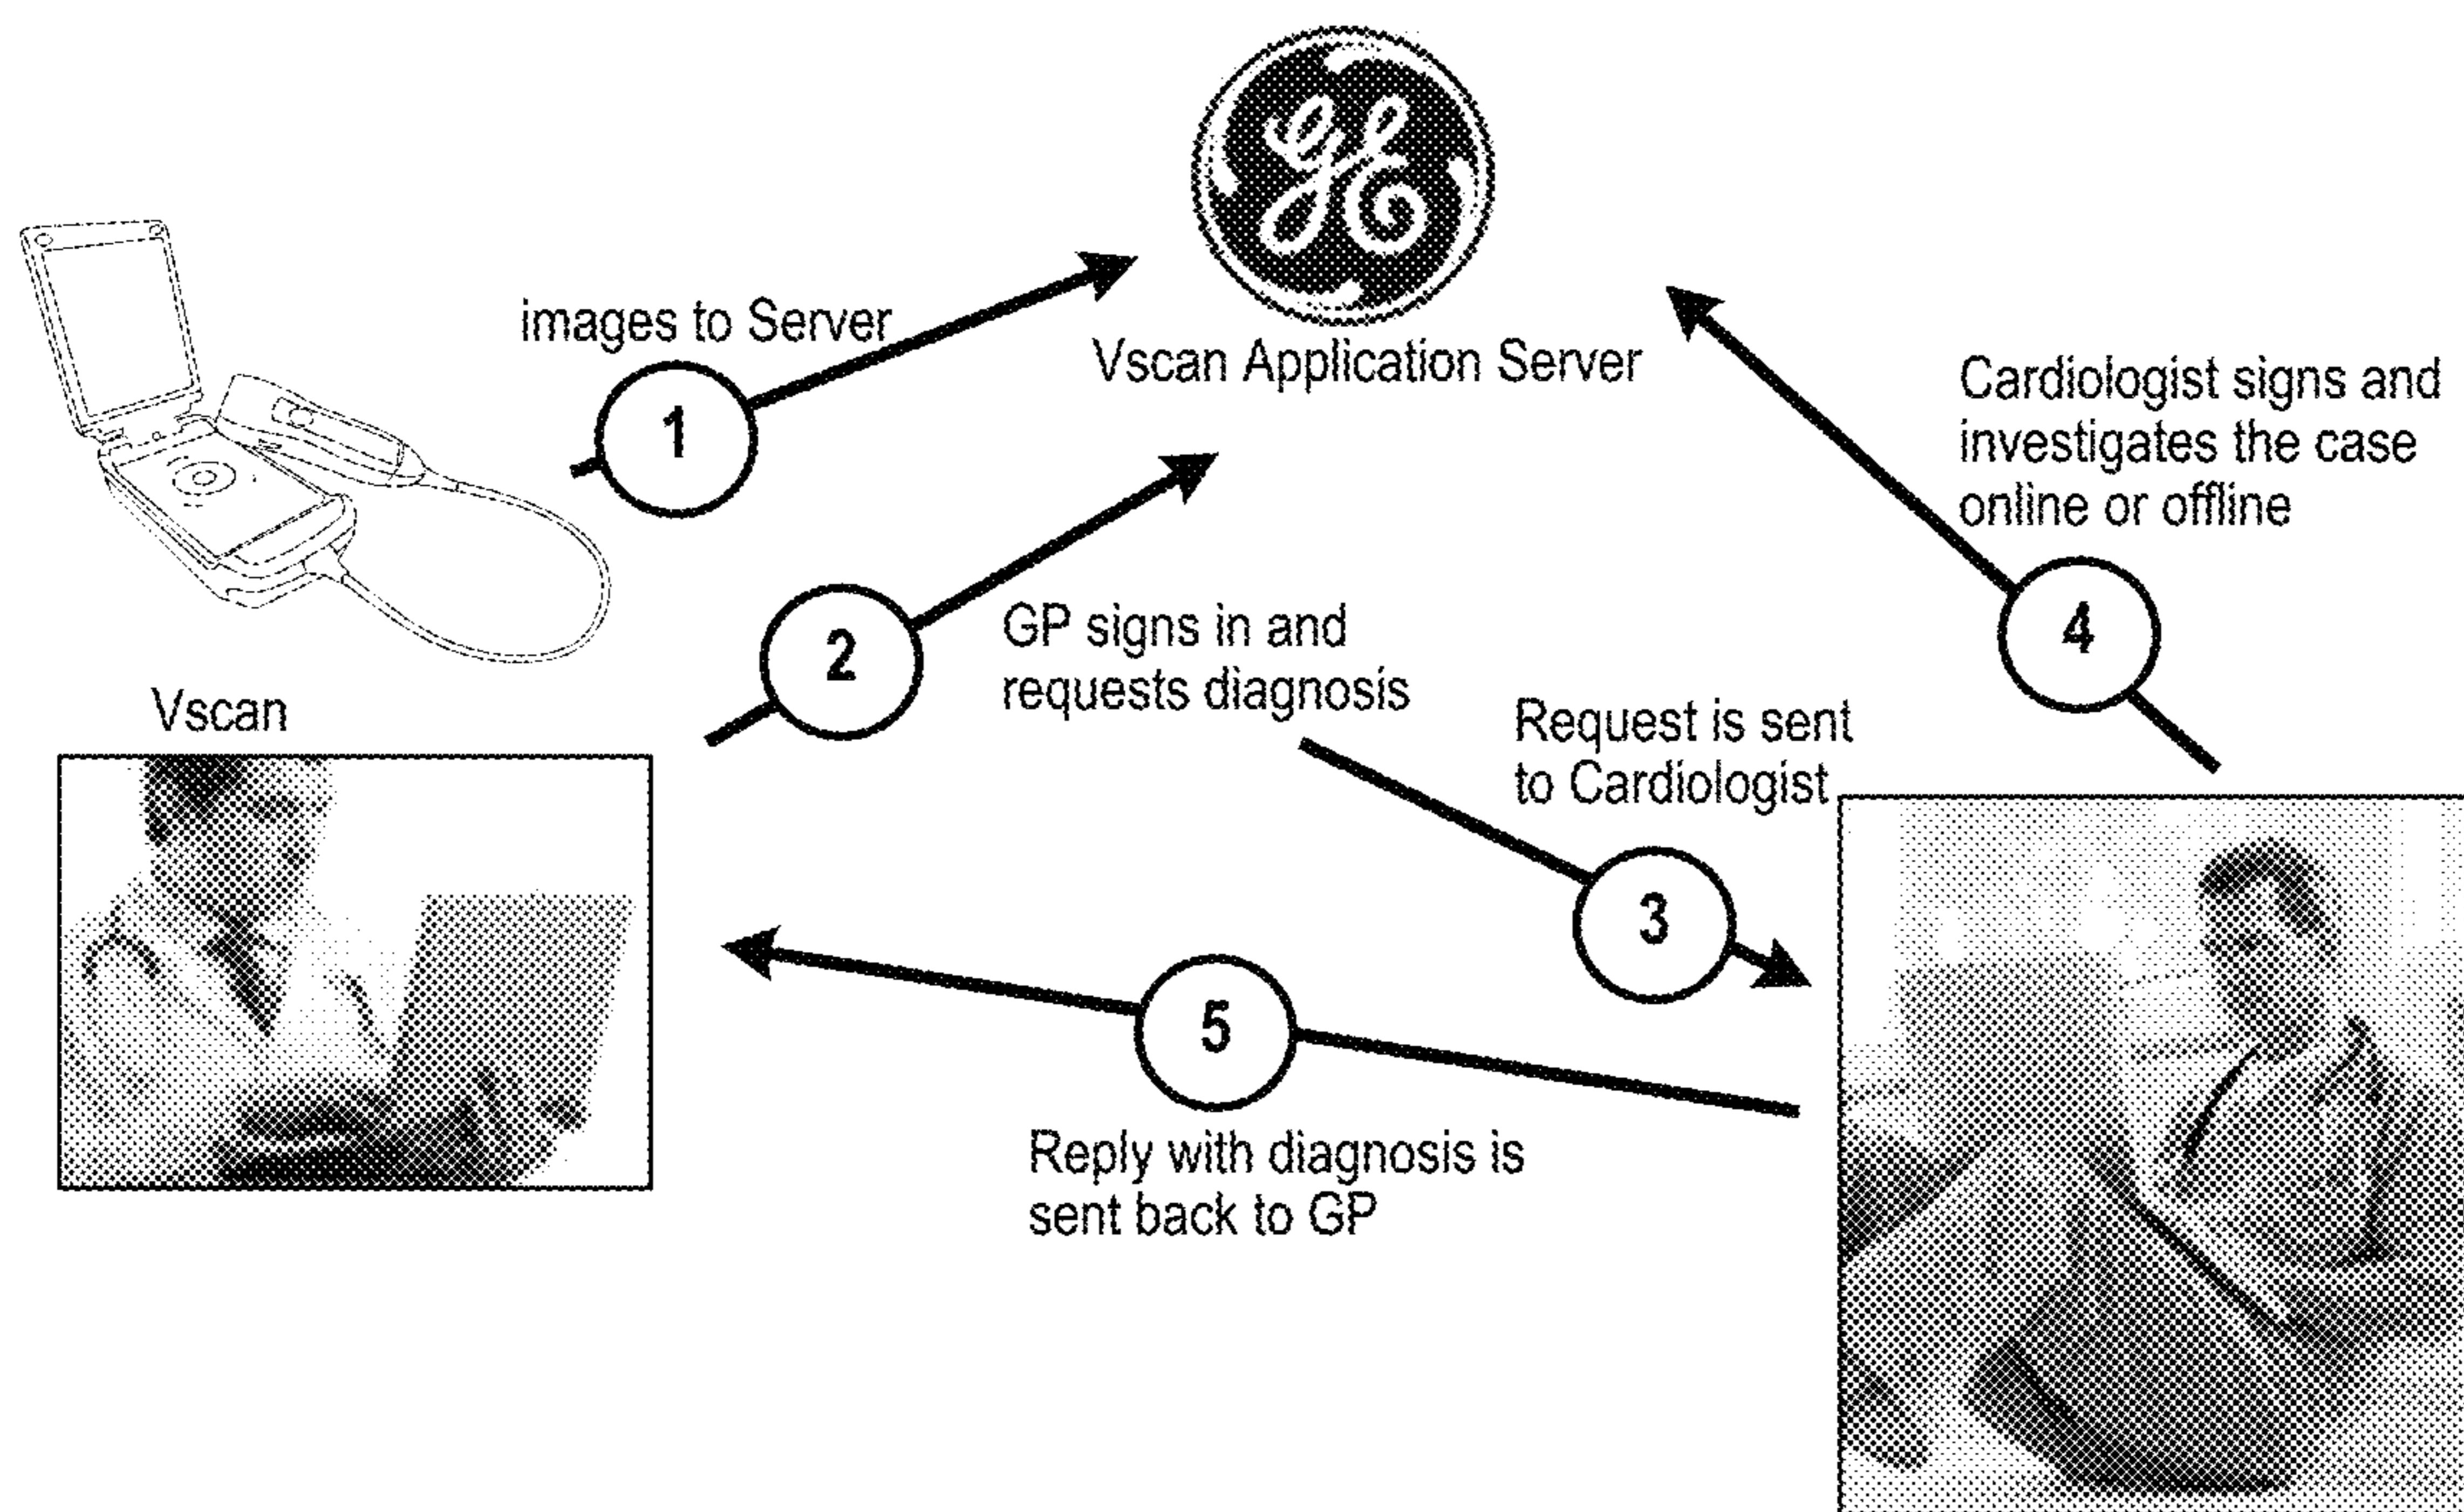 GE
images to Server
1
Vscan Application Server
Cardiologist signs and
investigates the case
online or offline
4
2
GP signs in and
requests diagnosis
Vscan
Request is sent
to Cardiologist
3
5
Reply with diagnosis is
sent back to GP